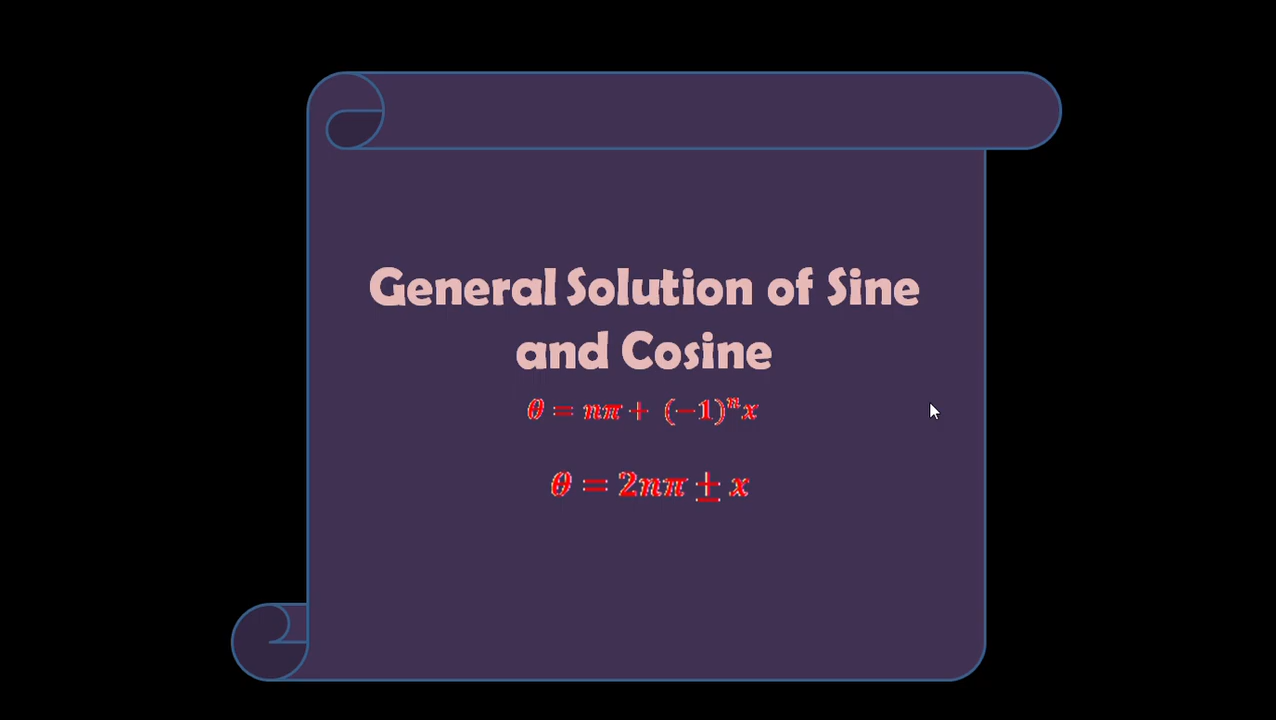 General Solution of Sine
and Cosine
θ = nπ + (−1)ⁿx
θ = 2nπ ± x